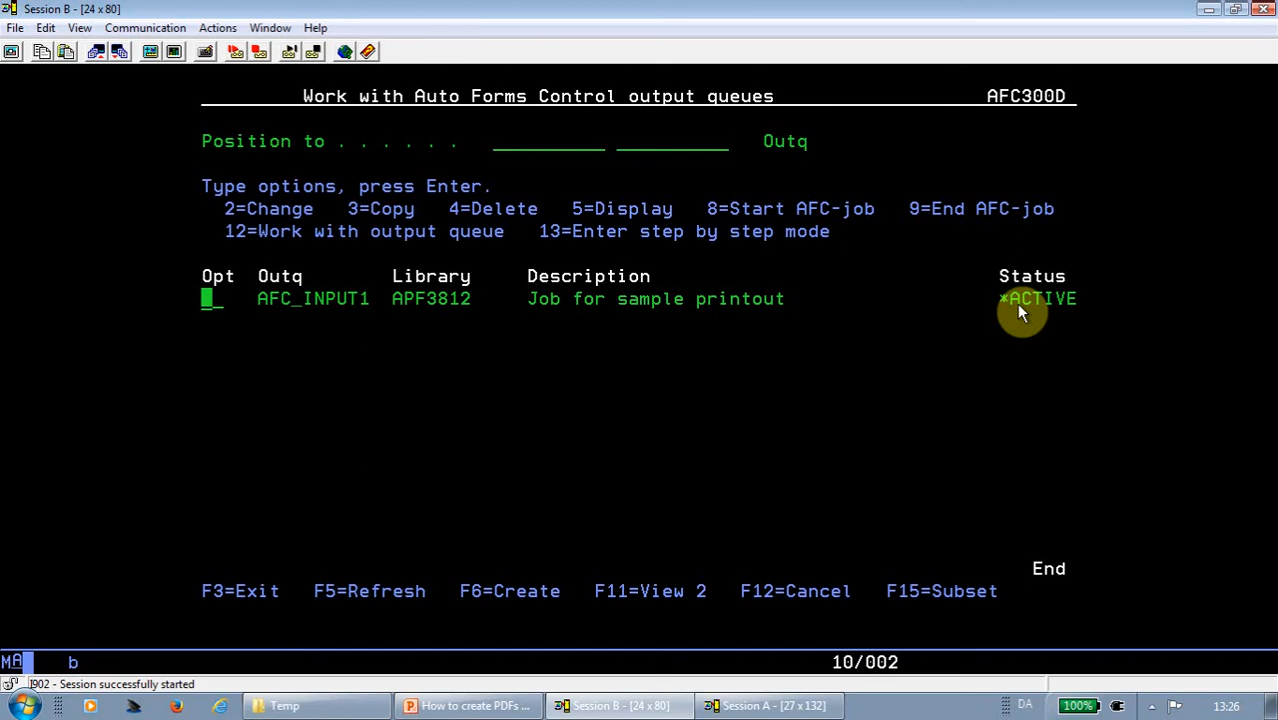 Session B - [24 x 80]
File Edit View Communication Actions Window Help
Work with Auto Forms Control output queues AFC300D
Position to . . . . . . Outq
Type options, press Enter.
2=Change 3=Copy 4=Delete 5=Display 8=Start AFC-job 9=End AFC-job
12=Work with output queue 13=Enter step by step mode
Opt Outq Library Description Status
AFC_INPUT1 APF3812 Job for sample printout *ACTIVE
End
F3=Exit F5=Refresh F6=Create F11=View 2 F12=Cancel F15=Subset
MA b 10/002
I902 - Session successfully started
Temp How to create PDFs ... Session B - [24 x 80] Session A - [27 x 132] DA 100% 13:26